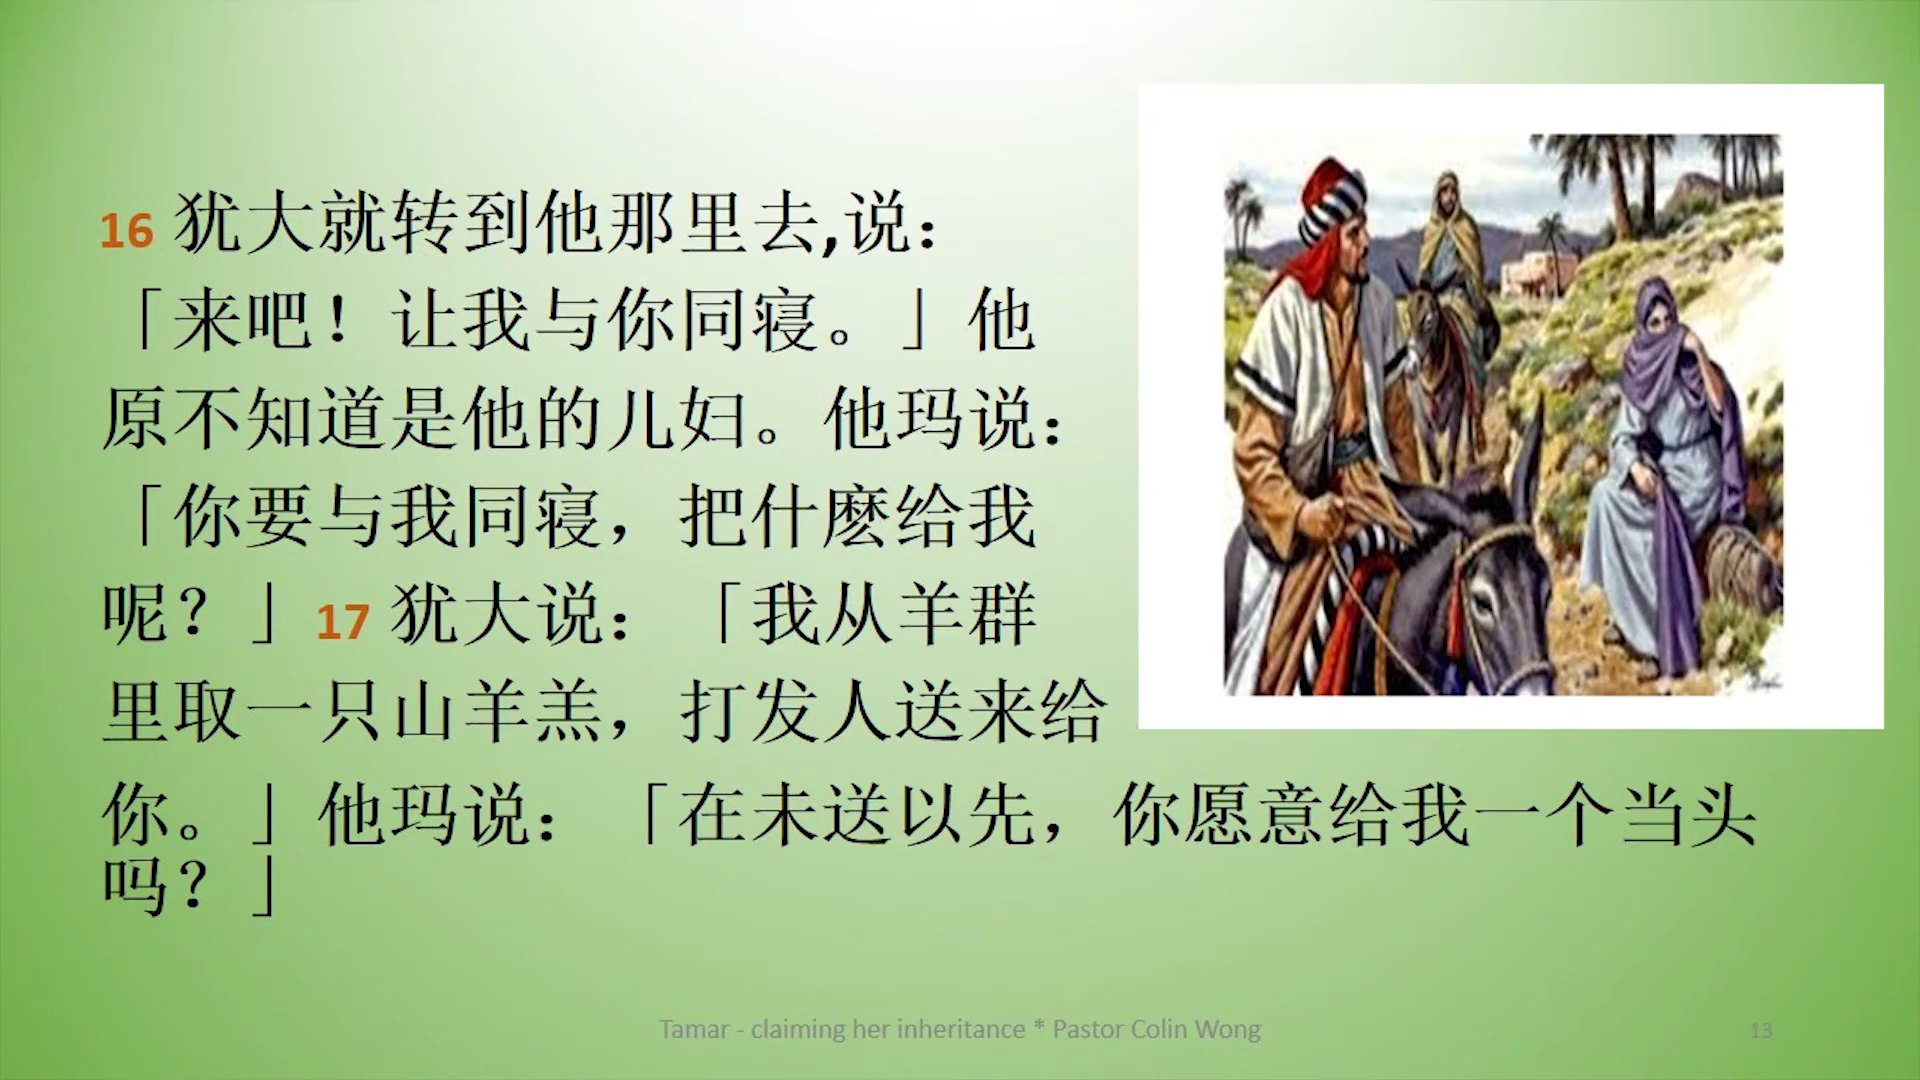 16 犹大就转到他那里去,说：
「来吧！让我与你同寝。」他
原不知道是他的儿妇。他玛说：
「你要与我同寝，把什麽给我
呢？」17 犹大说：「我从羊群
里取一只山羊羔，打发人送来给
你。」他玛说：「在未送以先，你愿意给我一个当头
吗？」
Tamar - claiming her inheritance * Pastor Colin Wong
13